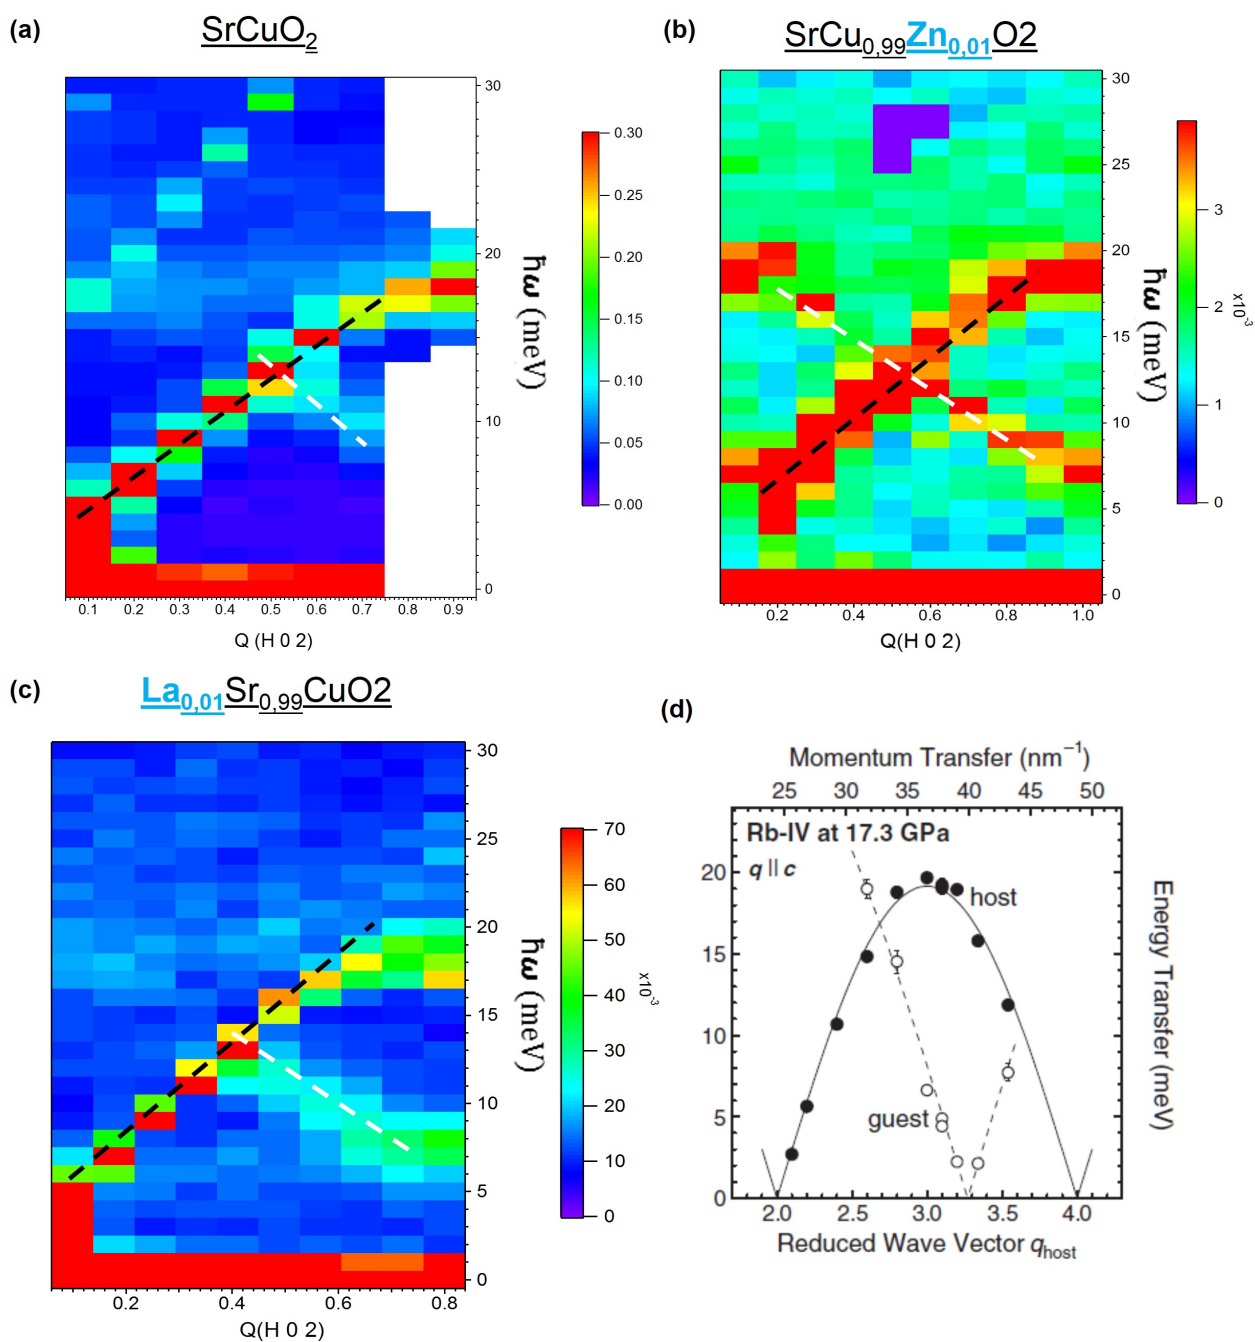 (a)
SrCuO2
30
20
10
0
0.1 0.2 0.3 0.4 0.5 0.6 0.7 0.8 0.9
Q (H 0 2)
ħω (meV)
0.30
0.25
0.20
0.15
0.10
0.05
0.00
(b)
SrCu0,99Zn0,01O2
30
25
20
15
10
5
0
0.2 0.4 0.6 0.8 1.0
Q(H 0 2)
ħω (meV)
3
2
1
0
x10-3
(c)
La0,01Sr0,99CuO2
30
25
20
15
10
5
0
0.2 0.4 0.6 0.8
Q(H 0 2)
ħω (meV)
70
60
50
40
30
20
10
0
x10-3
(d)
Momentum Transfer (nm−1)
25 30 35 40 45 50
Rb-IV at 17.3 GPa
q || c
host
guest
20
15
10
5
0
2.0 2.5 3.0 3.5 4.0
Reduced Wave Vector qhost
Energy Transfer (meV)